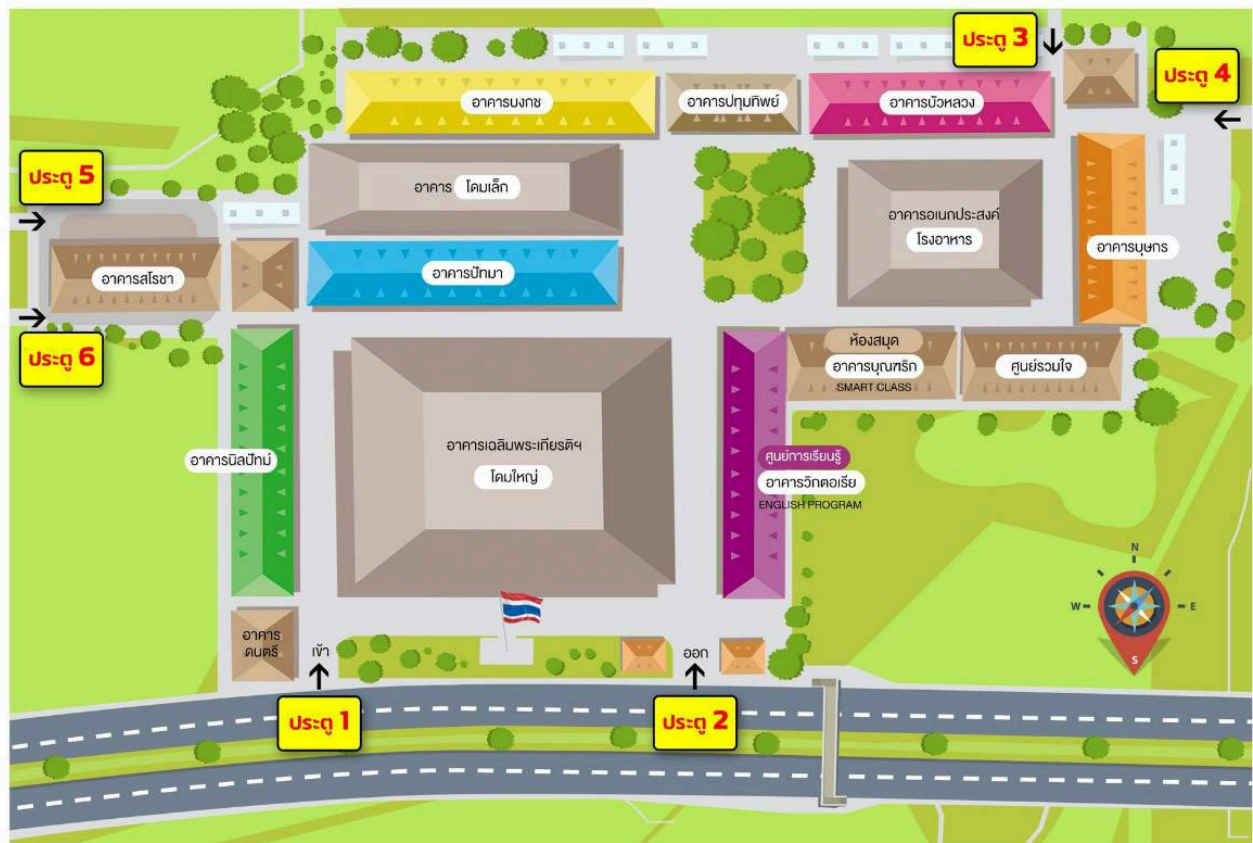 ประตู 3
ประตู 4
อาคารบงกช
อาคารปทุมทิพย์
อาคารบัวหลวง
ประตู 5
อาคาร โดมเล็ก
อาคารอเนกประสงค์
โรงอาหาร
อาคารบุษกร
อาคารสโรชา
อาคารปัทมา
ประตู 6
ห้องสมุด
อาคารบุณฑริก
SMART CLASS
ศูนย์รวมใจ
อาคารนิลปัทม์
อาคารเฉลิมพระเกียรติฯ
โดมใหญ่
ศูนย์การเรียนรู้
อาคารวิกตอเรีย
ENGLISH PROGRAM
N
W
E
S
อาคาร
ดนตรี
เข้า
ออก
ประตู 1
ประตู 2